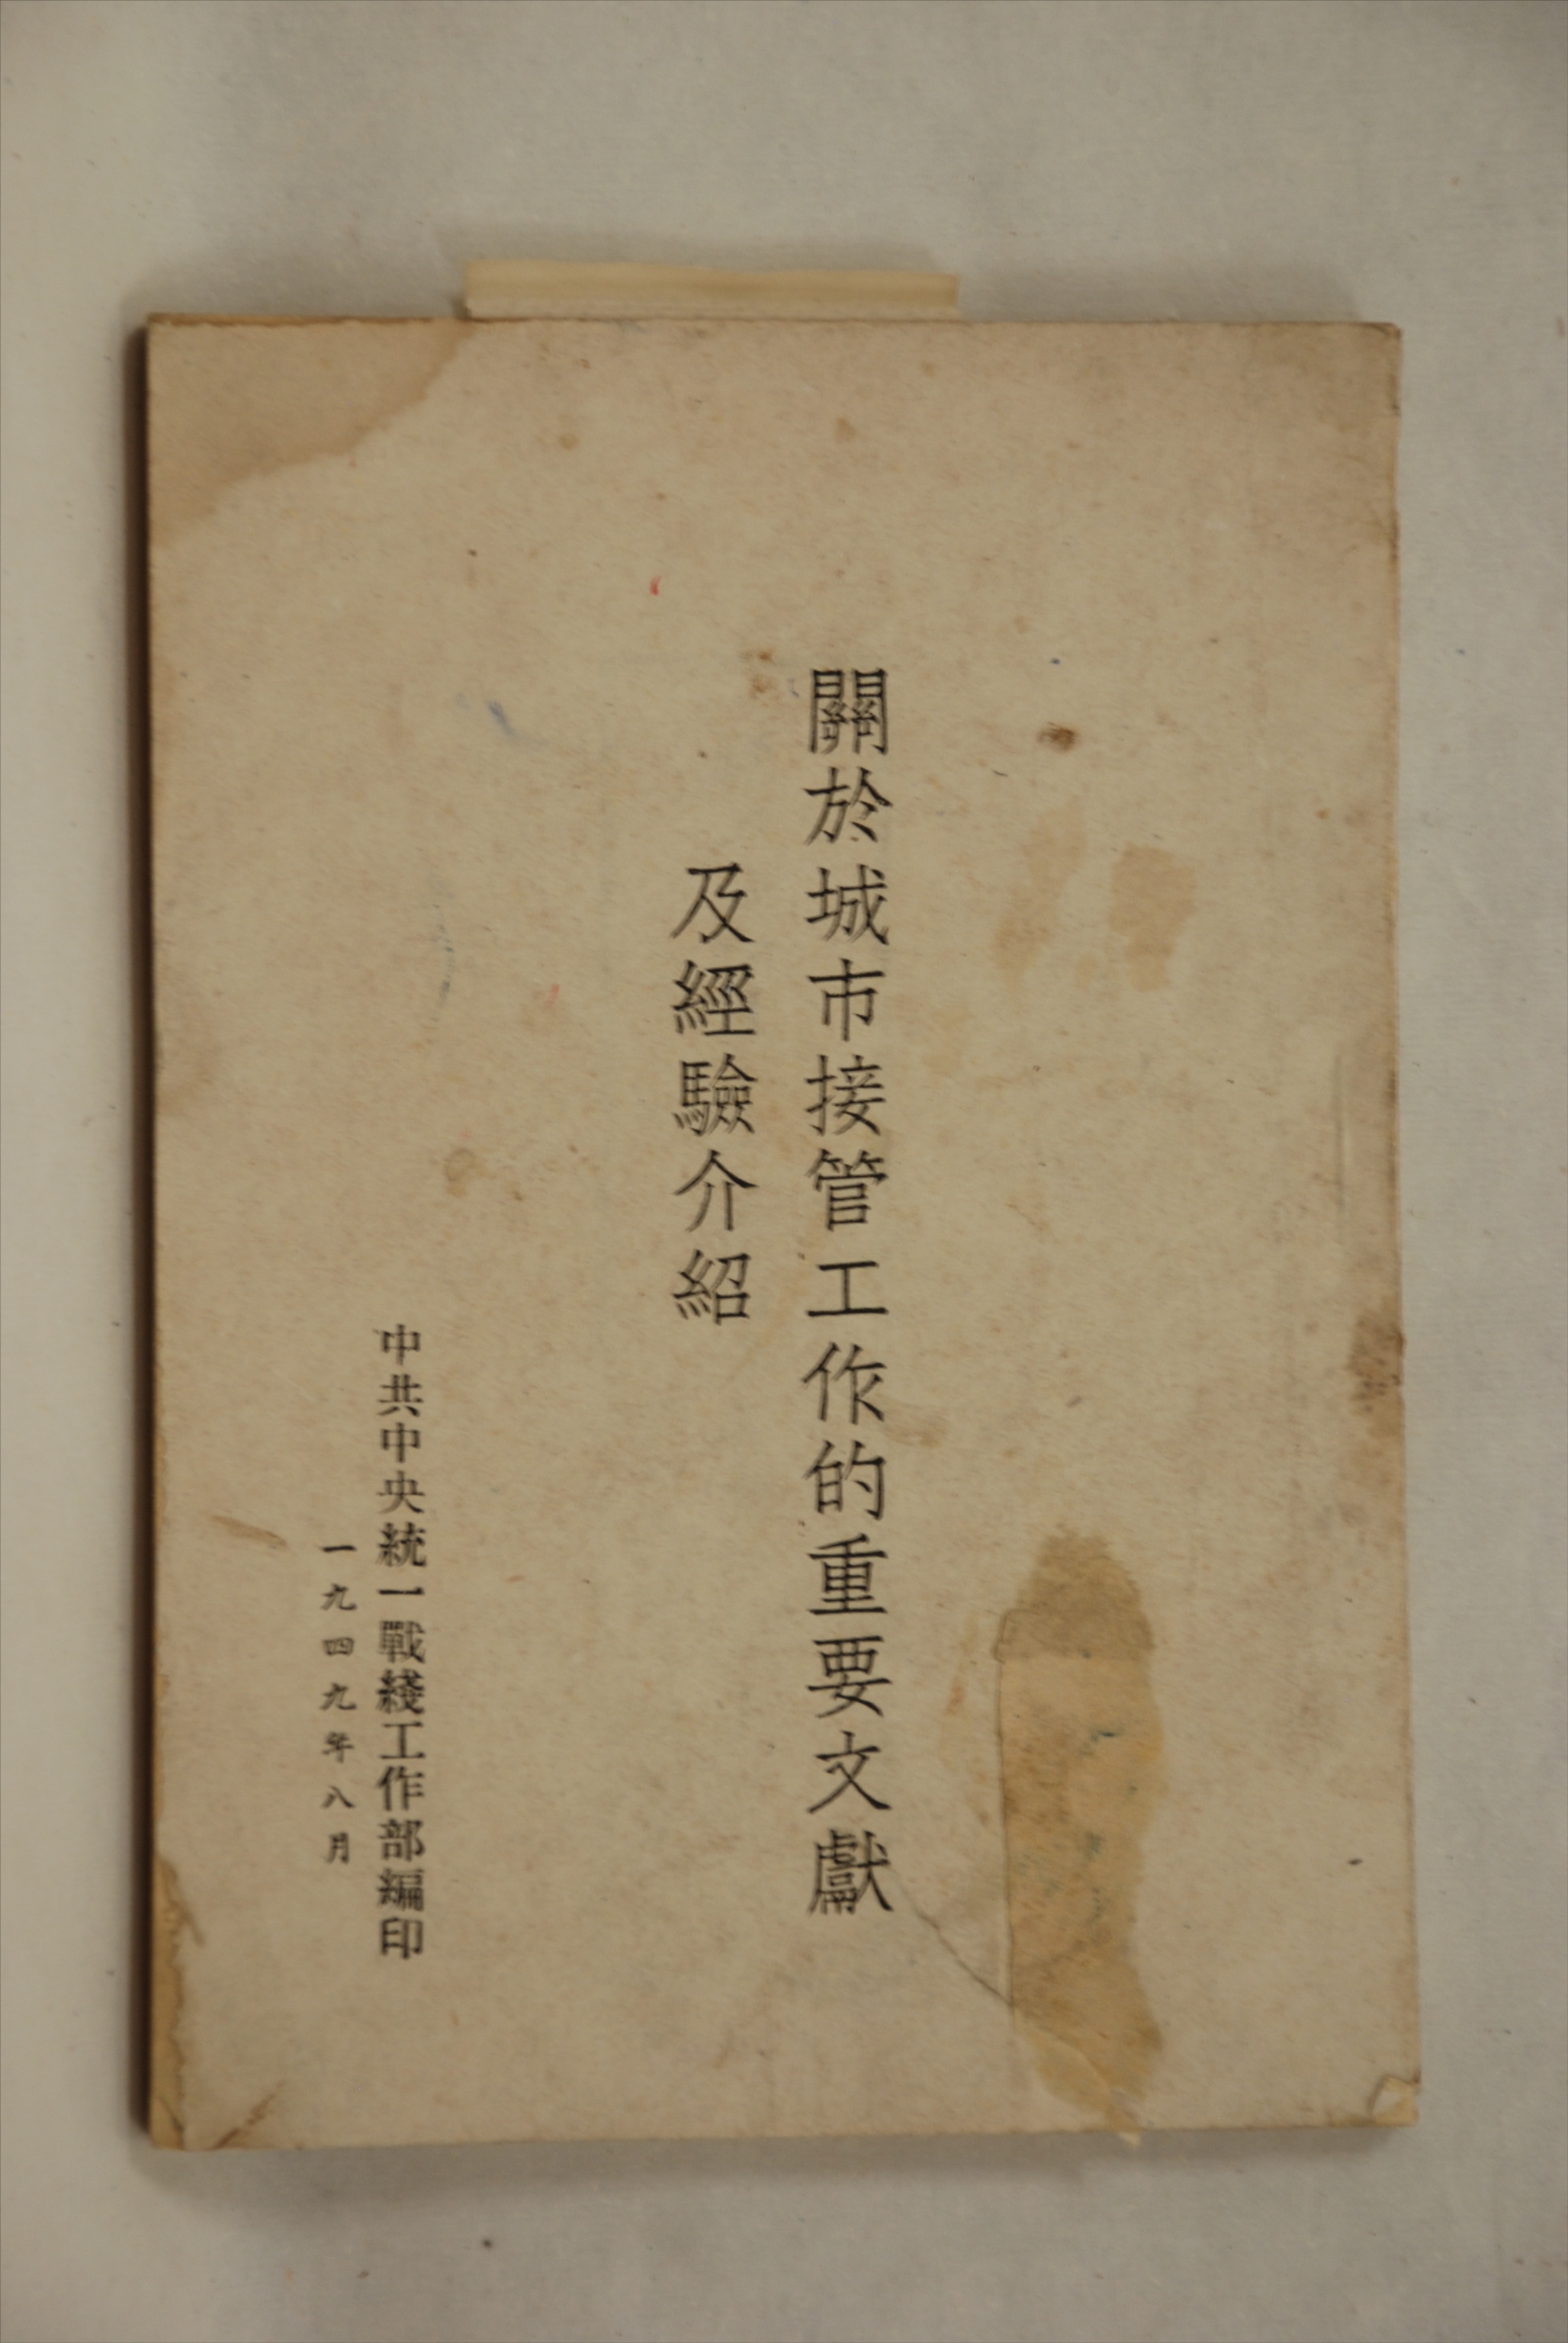 關於城市接管工作的重要文獻
及經驗介紹
中共中央統一戰綫工作部編印
一九四九年八月